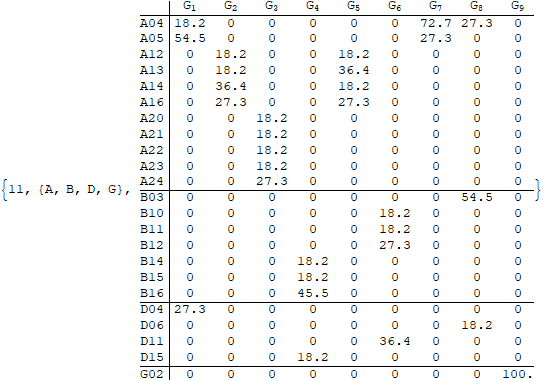 G1 G2 G3 G4 G5 G6 G7 G8 G9
A04 18.2 0 0 0 0 0 72.7 27.3 0
A05 54.5 0 0 0 0 0 27.3 0 0
A12 0 18.2 0 0 18.2 0 0 0 0
A13 0 18.2 0 0 36.4 0 0 0 0
A14 0 36.4 0 0 18.2 0 0 0 0
A16 0 27.3 0 0 27.3 0 0 0 0
A20 0 0 18.2 0 0 0 0 0 0
A21 0 0 18.2 0 0 0 0 0 0
A22 0 0 18.2 0 0 0 0 0 0
A23 0 0 18.2 0 0 0 0 0 0
A24 0 0 27.3 0 0 0 0 0 0
{11, {A, B, D, G}, B03 0 0 0 0 0 0 0 54.5 0 }
B10 0 0 0 0 0 18.2 0 0 0
B11 0 0 0 0 0 18.2 0 0 0
B12 0 0 0 0 0 27.3 0 0 0
B14 0 0 0 18.2 0 0 0 0 0
B15 0 0 0 18.2 0 0 0 0 0
B16 0 0 0 45.5 0 0 0 0 0
D04 27.3 0 0 0 0 0 0 0 0
D06 0 0 0 0 0 0 0 18.2 0
D11 0 0 0 0 0 36.4 0 0 0
D15 0 0 0 18.2 0 0 0 0 0
G02 0 0 0 0 0 0 0 0 100.